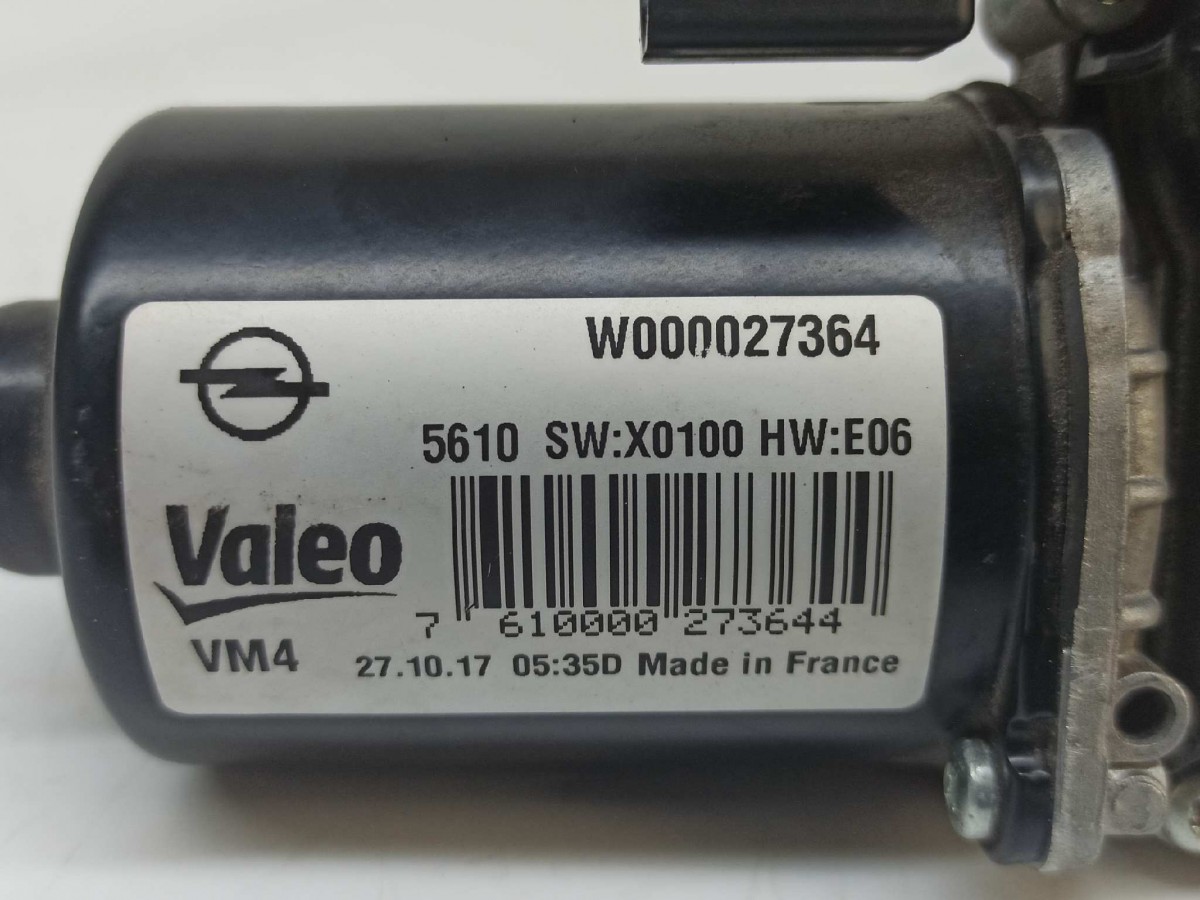 W000027364
5610 SW:X0100 HW:E06
Valeo
7 610000 273644
VM4
27.10.17 05:35D Made in France